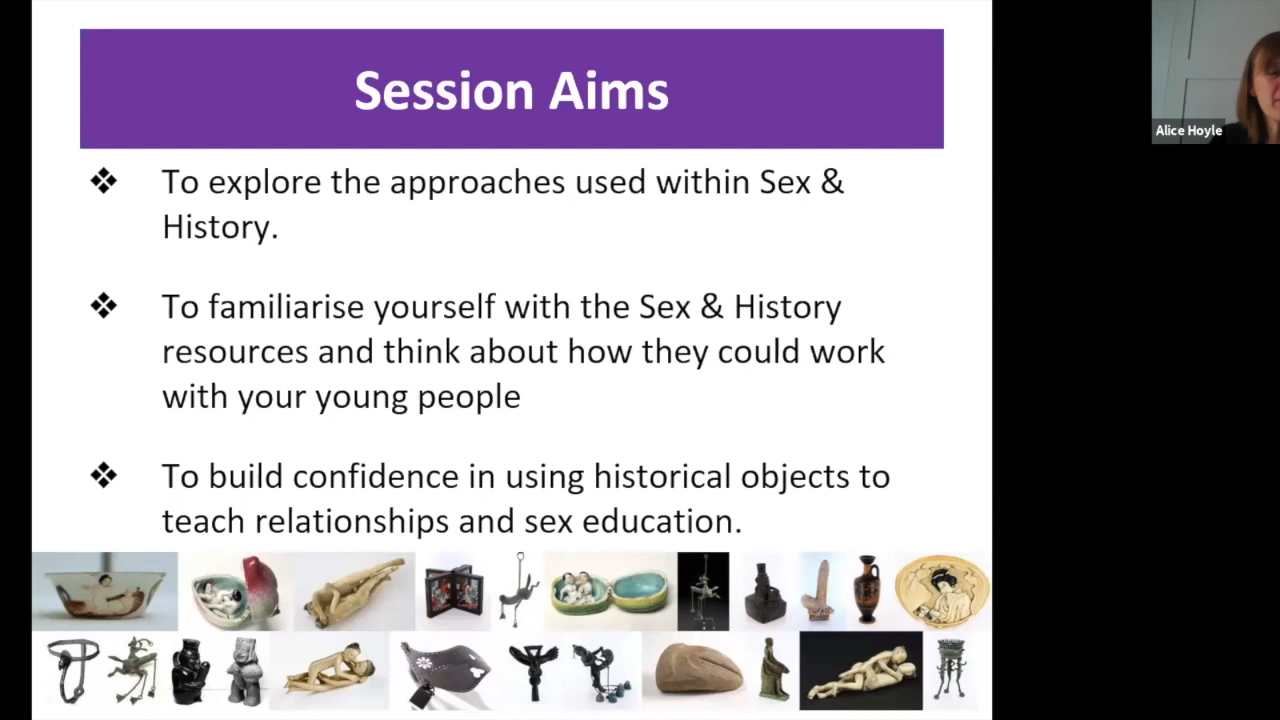 Session Aims
To explore the approaches used within Sex &
History.
To familiarise yourself with the Sex & History
resources and think about how they could work
with your young people
To build confidence in using historical objects to
teach relationships and sex education.
Alice Hoyle